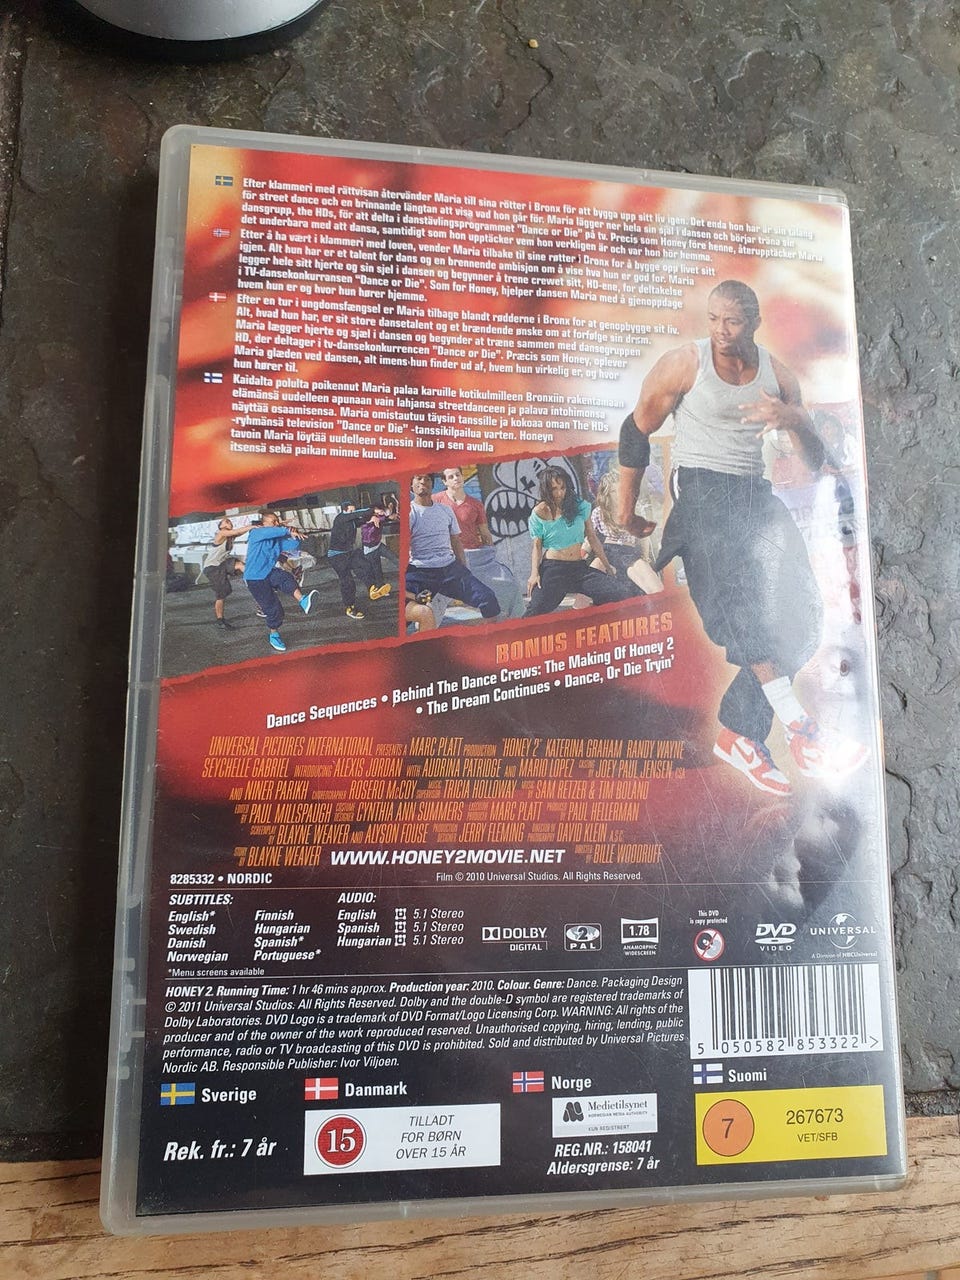 Efter klammeri med rättvisan återvänder Maria till sina rötter i Bronx för att bygga upp sitt liv igen. Det enda hon har är sin talang
för street dance och en brinnande längtan att visa vad hon går för. Maria lägger ner hela sin själ i dansen och börjar träna sin
dansgrupp, the HDs, för att delta i danstävlingsprogrammet "Dance or Die" på tv. Precis som Honey före henne, återupptäcker Maria
det underbara med att dansa, samtidigt som hon upptäcker vem hon verkligen är och var hon hör hemma.
Etter å ha vært i klammeri med loven, vender Maria tilbake til sine røtter i Bronx for å bygge opp livet sitt
igjen. Alt hun har er et talent for dans og en brennende ambisjon om å vise hva hun er god for. Maria
legger hele sitt hjerte og sin sjel i dansen og begynner å trene crewet sitt, HD-ene, for deltakelse
i TV-dansekonkurransen "Dance or Die". Som for Honey, hjelper dansen Maria med å gjenoppdage
hvem hun er og hvor hun hører hjemme.
Efter en tur i ungdomsfængsel er Maria tilbage blandt rødderne i Bronx for at genopbygge sit liv.
Alt, hvad hun har, er sit store dansetalent og et brændende ønske om at forfølge sin drøm.
Maria lægger hjerte og sjæl i dansen og begynder at træne sammen med dansegruppen
HD, der deltager i tv-dansekonkurrencen "Dance or Die". Præcis som Honey, oplever
Maria glæden ved dansen, alt imens hun finder ud af, hvem hun virkelig er, og hvor
hun hører til.
Kaidalta polulta poikennut Maria palaa karuille kotikulmilleen Bronxiin rakentamaan
elämänsä uudelleen apunaan vain lahjansa streetdanceen ja palava intohimonsa
näyttää osaamisensa. Maria omistautuu täysin tanssille ja kokoaa oman The HDs
-ryhmänsä television "Dance or Die" -tanssikilpailua varten. Honeyn
tavoin Maria löytää uudelleen tanssin ilon ja sen avulla
itsensä sekä paikan minne kuulua.
BONUS FEATURES
Dance Sequences • Behind The Dance Crews: The Making Of Honey 2
• The Dream Continues • Dance, Or Die Tryin'
UNIVERSAL PICTURES INTERNATIONAL PRESENTS A MARC PLATT PRODUCTION "HONEY 2" KATERINA GRAHAM RANDY WAYNE
SEYCHELLE GABRIEL INTRODUCING ALEXIS JORDAN WITH AUDRINA PATRIDGE AND MARIO LOPEZ CASTING BY JOEY PAUL JENSEN CSA
AND NINER PARIKH CHOREOGRAPHER ROSERO McCOY MUSIC SUPERVISOR TRICIA HOLLOWAY MUSIC BY SAM RETZER & TIM BOLAND
EDITED BY PAUL MILLSPAUGH COSTUME DESIGNER CYNTHIA ANN SUMMERS EXECUTIVE PRODUCER MARC PLATT PRODUCED BY PAUL HELLERMAN
SCREENPLAY BY BLAYNE WEAVER AND ALYSON FOUSE PRODUCTION DESIGNER JERRY FLEMING DIRECTOR OF PHOTOGRAPHY DAVID KLEIN A.S.C.
STORY BY BLAYNE WEAVER WWW.HONEY2MOVIE.NET DIRECTED BY BILLE WOODRUFF
8285332 • NORDIC
Film © 2010 Universal Studios. All Rights Reserved.
SUBTITLES:
English* Finnish
Swedish Hungarian
Danish Spanish*
Norwegian Portuguese*
*Menu screens available
AUDIO:
English 5.1 Stereo
Spanish 5.1 Stereo
Hungarian 5.1 Stereo
DOLBY
DIGITAL
2
PAL
1.78
ANAMORPHIC
WIDESCREEN
This DVD
is copy protected
DVD
VIDEO
UNIVERSAL
A Division of NBCUniversal
HONEY 2. Running Time: 1 hr 46 mins approx. Production year: 2010. Colour. Genre: Dance. Packaging Design
© 2011 Universal Studios. All Rights Reserved. Dolby and the double-D symbol are registered trademarks of
Dolby Laboratories. DVD Logo is a trademark of DVD Format/Logo Licensing Corp. WARNING: All rights of the
producer and of the owner of the work reproduced reserved. Unauthorised copying, hiring, lending, public
performance, radio or TV broadcasting of this DVD is prohibited. Sold and distributed by Universal Pictures
Nordic AB. Responsible Publisher: Ivor Viljoen.
5 050582 853322 >
Sverige
Rek. fr.: 7 år
Danmark
15
TILLADT
FOR BØRN
OVER 15 ÅR
Norge
Medietilsynet
NORWEGIAN MEDIA AUTHORITY
KUN REGISTRERT
REG.NR.: 158041
Aldersgrense: 7 år
Suomi
7
267673
VET/SFB